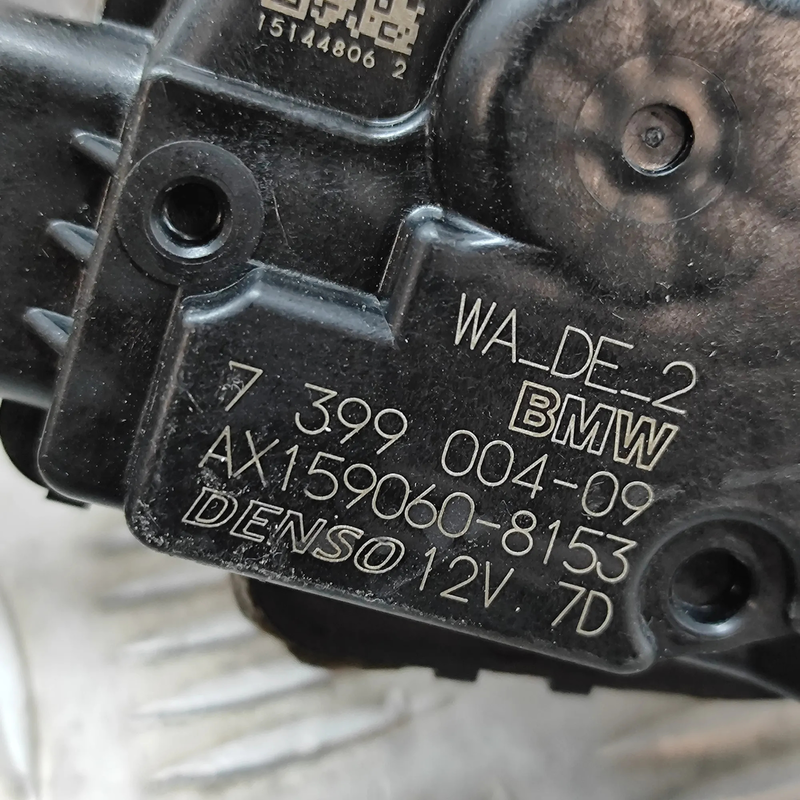 15144806 2
WA_DE_2
BMW
7 399 004-09
AX159060-8153
DENSO 12V 7D